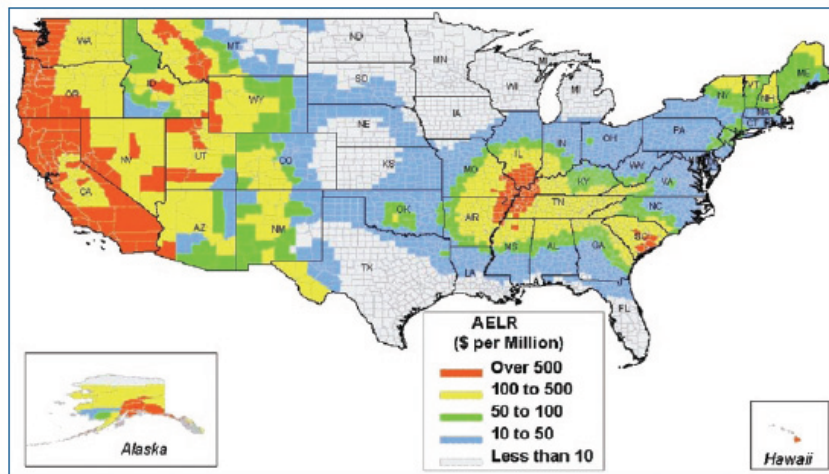 WA
MT
ND
MN
WI
MI
MI
OR
ID
WY
SD
IA
NE
NV
UT
CO
KS
MO
IL
IN
OH
PA
NY
VT
NH
ME
MA
CT
CA
AZ
NM
OK
AR
KY
WV
VA
TN
NC
SC
MS
AL
GA
LA
TX
FL
AELR
($ per Million)
Over 500
100 to 500
50 to 100
10 to 50
Less than 10
Alaska
Hawaii